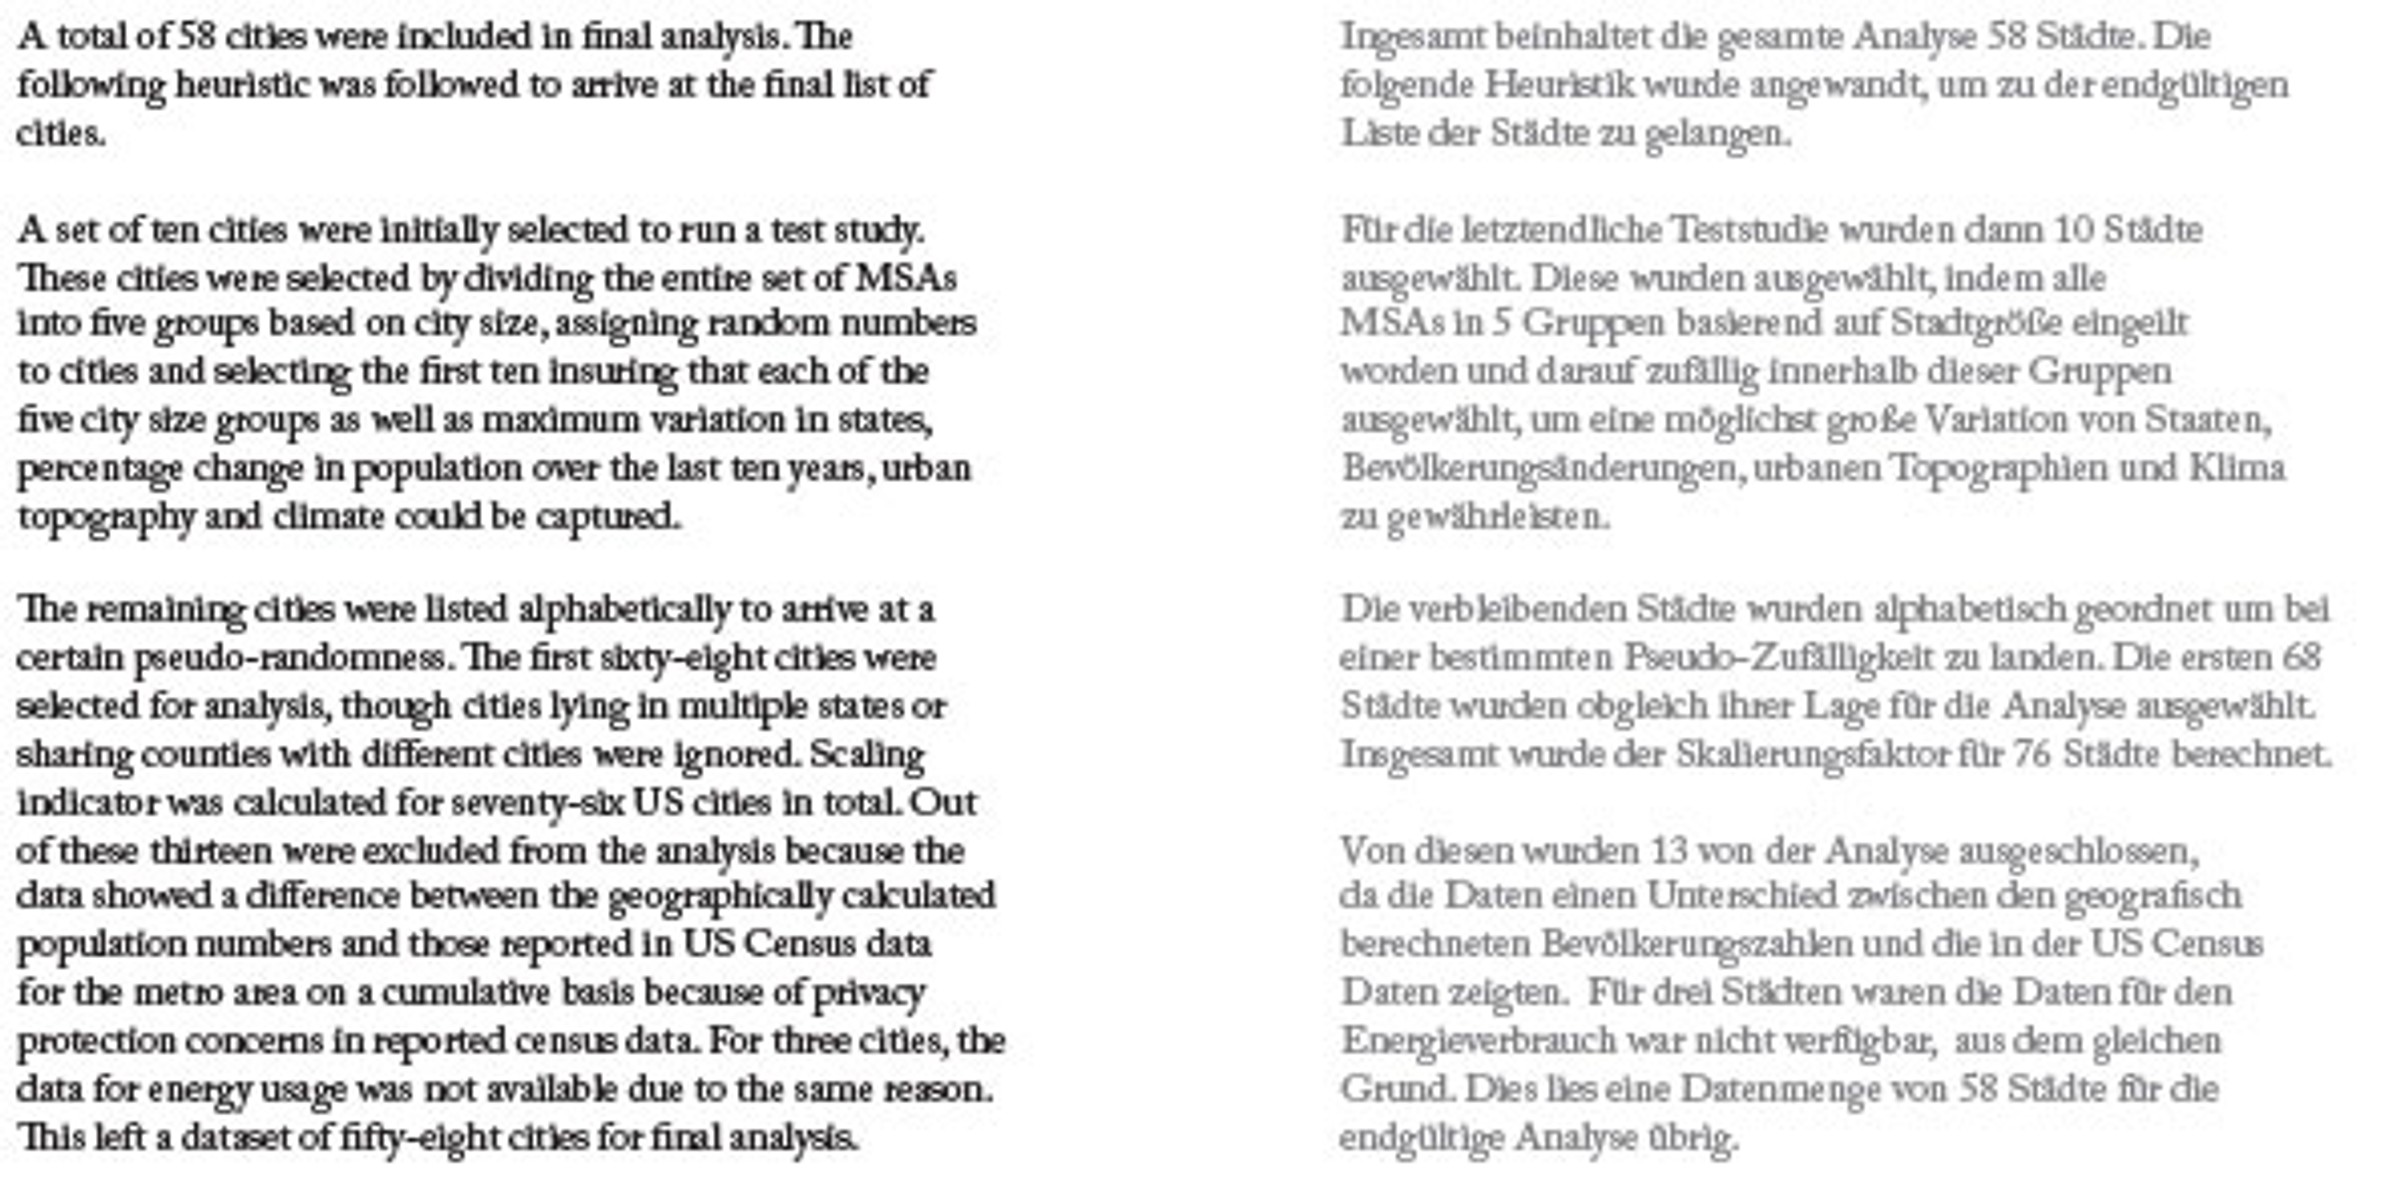 A total of 58 cities were included in final analysis. The
following heuristic was followed to arrive at the final list of
cities.
A set of ten cities were initially selected to run a test study.
These cities were selected by dividing the entire set of MSAs
into five groups based on city size, assigning random numbers
to cities and selecting the first ten insuring that each of the
five city size groups as well as maximum variation in states,
percentage change in population over the last ten years, urban
topography and climate could be captured.
The remaining cities were listed alphabetically to arrive at a
certain pseudo-randomness. The first sixty-eight cities were
selected for analysis, though cities lying in multiple states or
sharing counties with different cities were ignored. Scaling
indicator was calculated for seventy-six US cities in total. Out
of these thirteen were excluded from the analysis because the
data showed a difference between the geographically calculated
population numbers and those reported in US Census data
for the metro area on a cumulative basis because of privacy
protection concerns in reported census data. For three cities, the
data for energy usage was not available due to the same reason.
This left a dataset of fifty-eight cities for final analysis.
Ingesamt beinhaltet die gesamte Analyse 58 Städte. Die
folgende Heuristik wurde angewandt, um zu der endgültigen
Liste der Städte zu gelangen.
Für die letztendliche Teststudie wurden dann 10 Städte
ausgewählt. Diese wurden ausgewählt, indem alle
MSAs in 5 Gruppen basierend auf Stadtgröße eingeilt
worden und darauf zufällig innerhalb dieser Gruppen
ausgewählt, um eine möglichst große Variation von Staaten,
Bevölkerungsänderungen, urbanen Topographien und Klima
zu gewährleisten.
Die verbleibenden Städte wurden alphabetisch geordnet um bei
einer bestimmten Pseudo-Zufälligkeit zu landen. Die ersten 68
Städte wurden obgleich ihrer Lage für die Analyse ausgewählt.
Insgesamt wurde der Skalierungsfaktor für 76 Städte berechnet.
Von diesen wurden 13 von der Analyse ausgeschlossen,
da die Daten einen Unterschied zwischen den geografisch
berechneten Bevölkerungszahlen und die in der US Census
Daten zeigten. Für drei Städten waren die Daten für den
Energieverbrauch war nicht verfügbar, aus dem gleichen
Grund. Dies lies eine Datenmenge von 58 Städte für die
endgültige Analyse übrig.